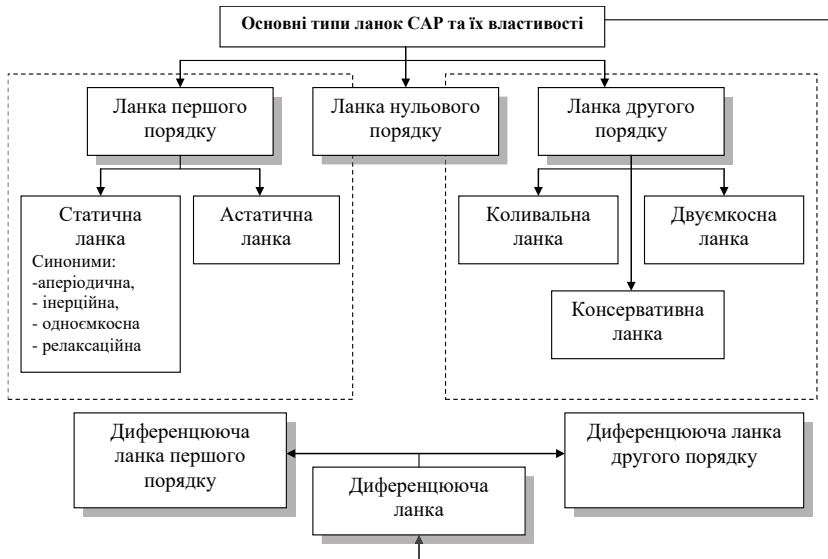 Основні типи ланок САР та їх властивості
Ланка першого
порядку
Ланка нульового
порядку
Ланка другого
порядку
Статична
ланка
Синоними:
-аперіодична,
- інерційна,
- одноємкосна
- релаксаційна
Астатична
ланка
Коливальна
ланка
Двуємкосна
ланка
Консервативна
ланка
Диференцююча
ланка першого
порядку
Диференцююча ланка
другого порядку
Диференцююча
ланка